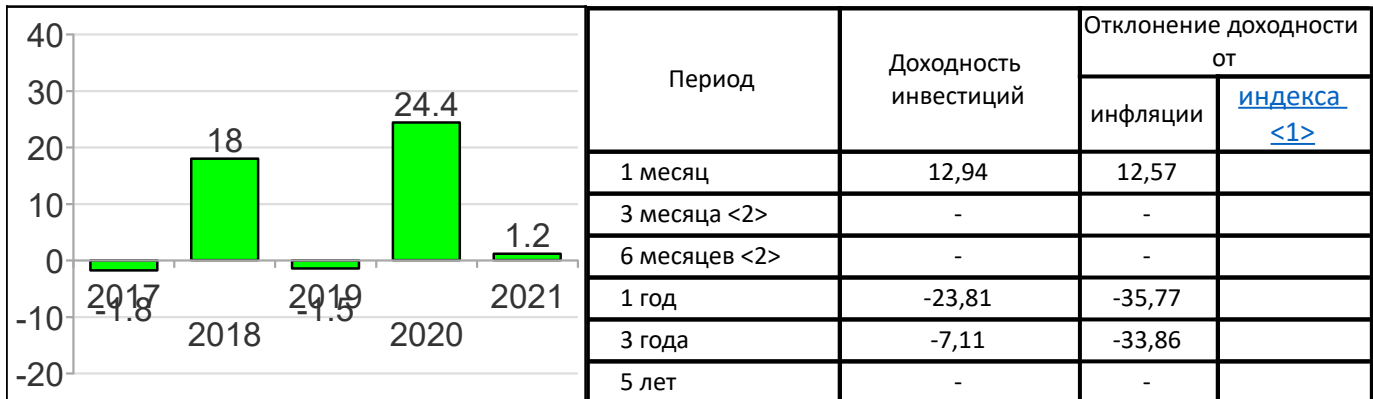 40
30
20
10
0
-10
-20
18
24.4
1.2
-1.8
-1.5
2017
2018
2019
2020
2021
Период
Доходность
инвестиций
Отклонение доходности
от
инфляции
индекса
<1>
1 месяц 12,94 12,57
3 месяца <2> - -
6 месяцев <2> - -
1 год -23,81 -35,77
3 года -7,11 -33,86
5 лет - -